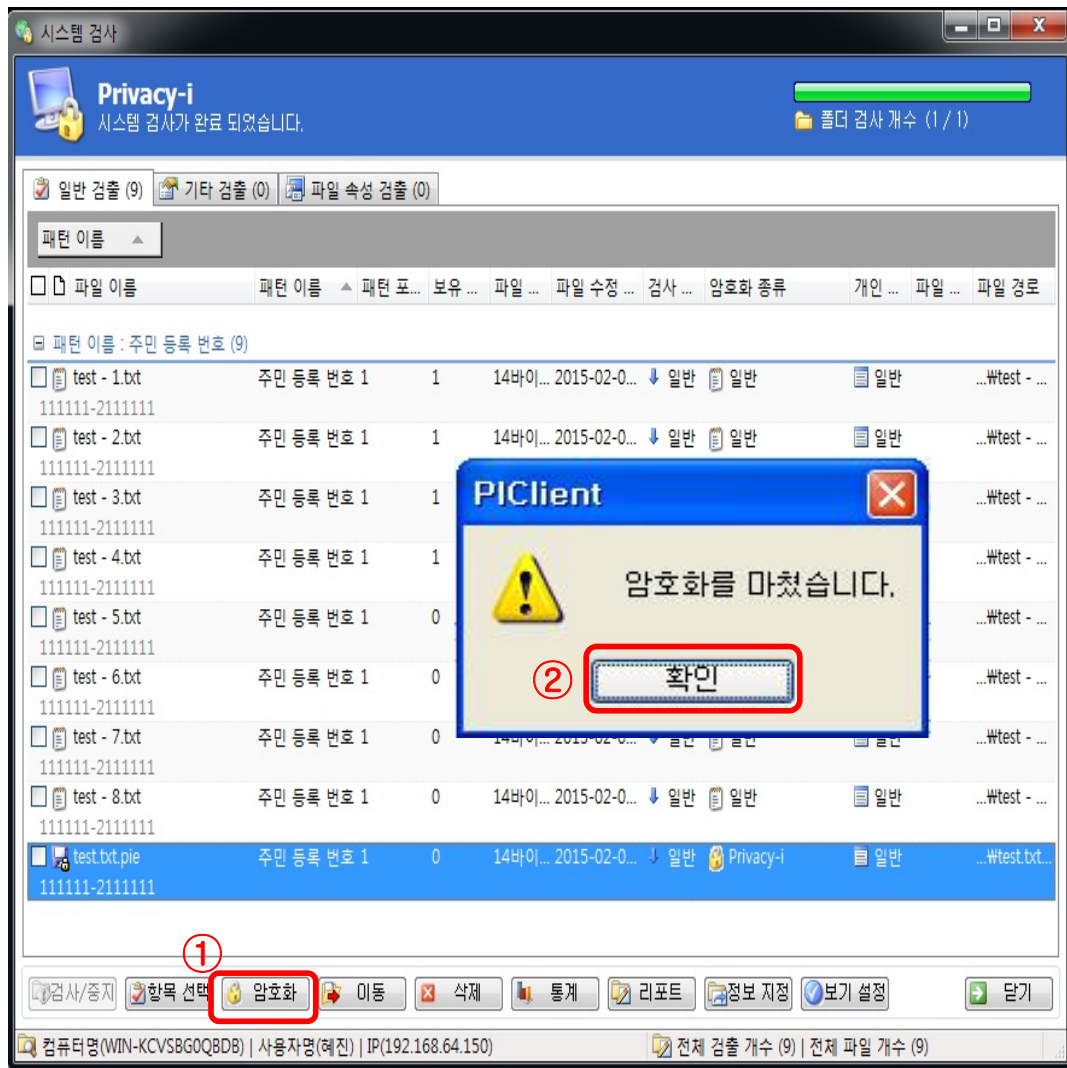 시스템 검사
Privacy-i
시스템 검사가 완료 되었습니다.
폴더 검사 개수 (1 / 1)
일반 검출 (9) 기타 검출 (0) 파일 속성 검출 (0)
패턴 이름
파일 이름 패턴 이름 패턴 포... 보유 ... 파일 ... 파일 수정 ... 검사 ... 암호화 종류 개인 ... 파일 ... 파일 경로
패턴 이름 : 주민 등록 번호 (9)
test - 1.txt 주민 등록 번호 1 1 14바이... 2015-02-0... 일반 일반 일반 ...₩test - ...
111111-2111111
test - 2.txt 주민 등록 번호 1 1 14바이... 2015-02-0... 일반 일반 일반 ...₩test - ...
111111-2111111
test - 3.txt 주민 등록 번호 1 1 ...₩test - ...
111111-2111111
test - 4.txt 주민 등록 번호 1 1 ...₩test - ...
111111-2111111
test - 5.txt 주민 등록 번호 1 0 ...₩test - ...
111111-2111111
test - 6.txt 주민 등록 번호 1 0 ...₩test - ...
111111-2111111
test - 7.txt 주민 등록 번호 1 0 14바이... 2015-02-0... 일반 일반 일반 ...₩test - ...
111111-2111111
test - 8.txt 주민 등록 번호 1 0 14바이... 2015-02-0... 일반 일반 일반 ...₩test - ...
111111-2111111
test.txt.pie 주민 등록 번호 1 0 14바이... 2015-02-0... 일반 Privacy-i 일반 ...₩test.txt...
111111-2111111
PIClient
암호화를 마쳤습니다.
② 확인
①
검사/중지 항목 선택 암호화 이동 삭제 통계 리포트 정보 지정 보기 설정 닫기
컴퓨터명(WIN-KCVSBG0QBDB) | 사용자명(혜진) | IP(192.168.64.150) 전체 검출 개수 (9) | 전체 파일 개수 (9)